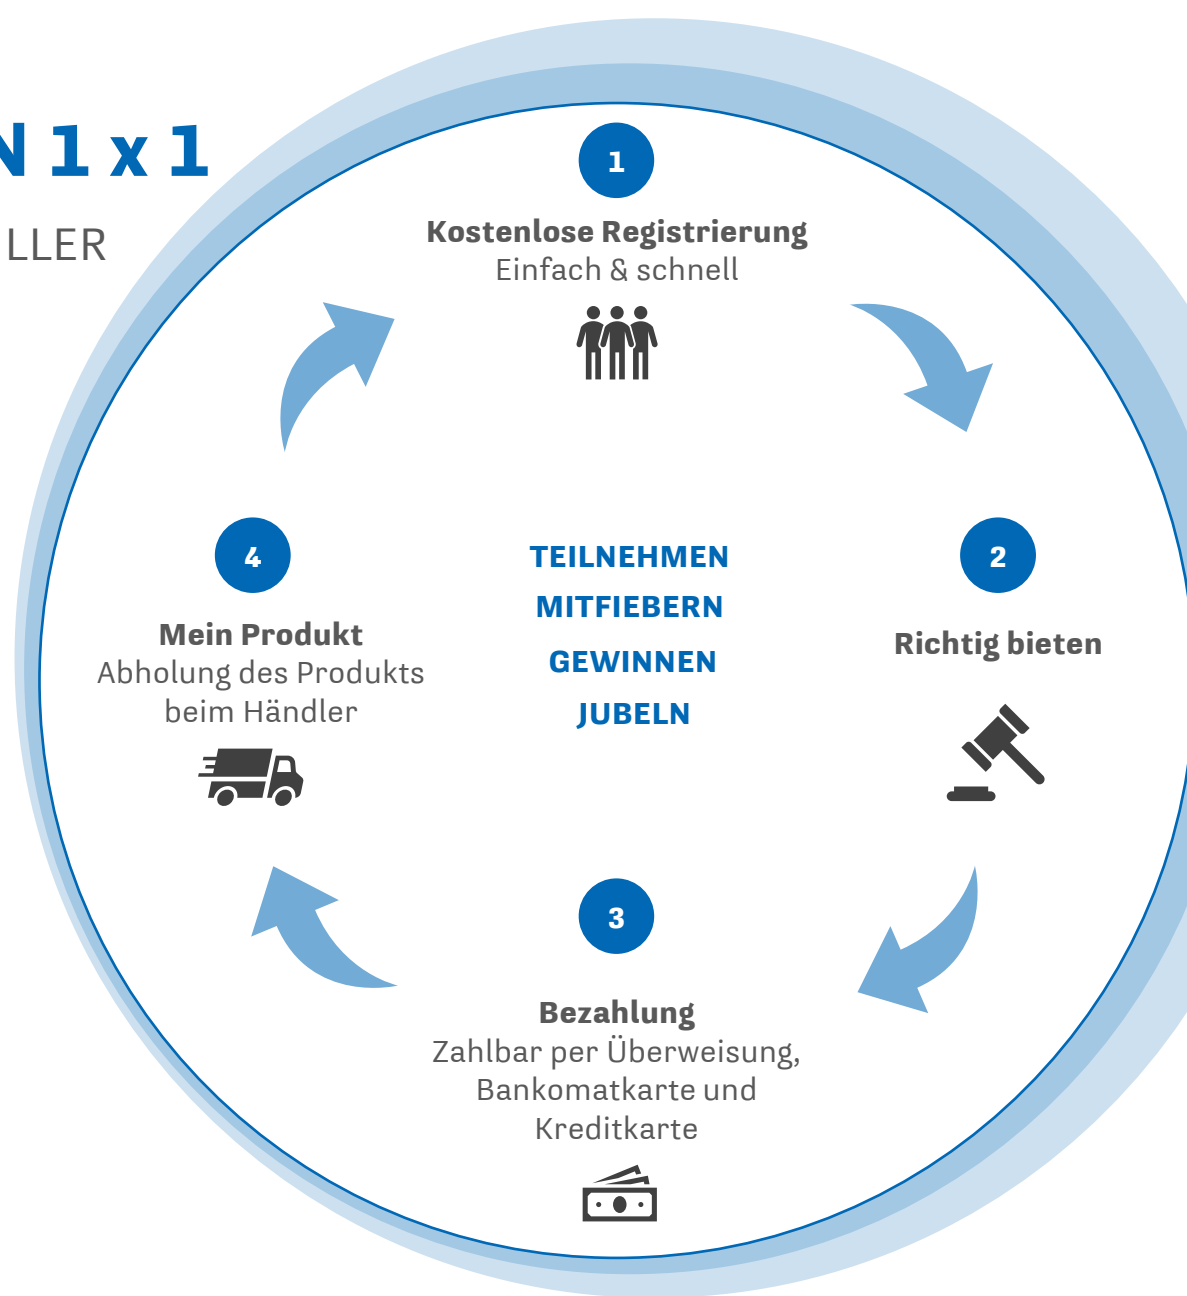 N 1 x 1
LLER
1
Kostenlose Registrierung
Einfach & schnell
4
Mein Produkt
Abholung des Produkts
beim Händler
TEILNEHMEN
MITFIEBERN
GEWINNEN
JUBELN
2
Richtig bieten
3
Bezahlung
Zahlbar per Überweisung,
Bankomatkarte und
Kreditkarte